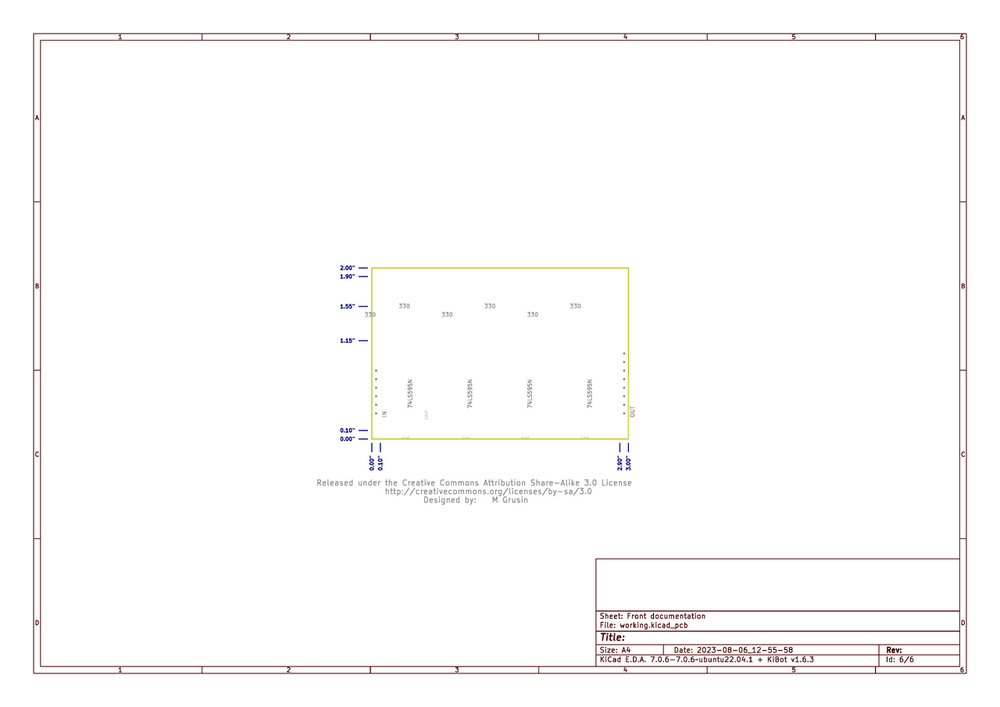 1 2 3 4 5 6
A A
2.00"
1.90"
330 330 330
1.55"
330 330 330
1.15"
B B
74LS595N 74LS595N 74LS595N 74LS595N
IN OUT
0.10"
0.00"
C C
0.00" 0.10" 2.90" 3.00"
Released under the Creative Commons Attribution Share-Alike 3.0 License
http://creativecommons.org/licenses/by-sa/3.0
Designed by: M Grusin
Sheet: Front documentation
D D
File: working.kicad_pcb
Title:
Size: A4 Date: 2023-08-06_12-55-58 Rev:
KiCad E.D.A. 7.0.6-7.0.6-ubuntu22.04.1 + KiBot v1.6.3 Id: 6/6
1 2 3 4 5 6